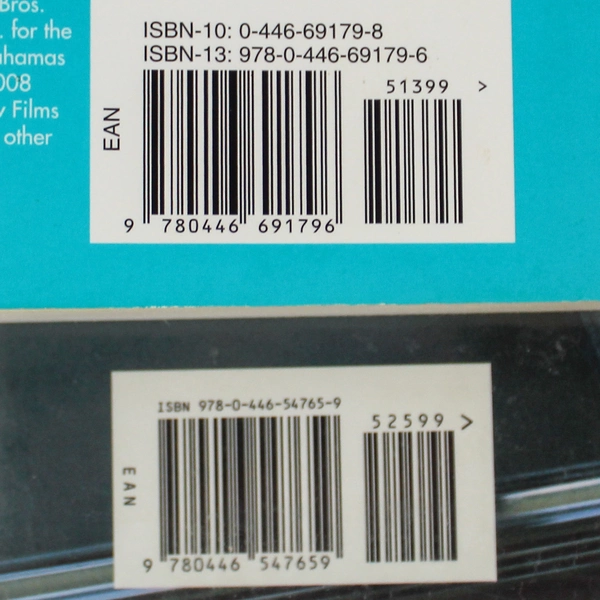 Bros.
. for the
ahamas
008
Films
other
ISBN-10: 0-446-69179-8
ISBN-13: 978-0-446-69179-6
51399 >
EAN
9 780446 691796
ISBN 978-0-446-54765-9
52599 >
EAN
9 780446 547659